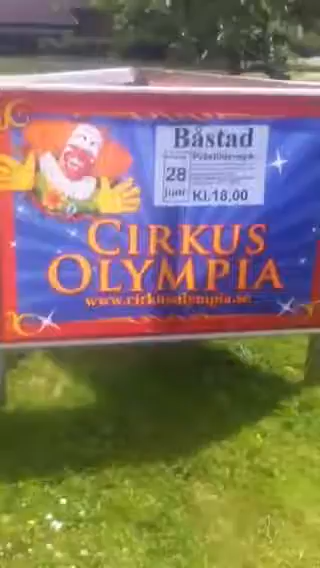 Båstad
28
juni
Kl.18,00
CIRKUS
OLYMPIA
www.cirkusolympia.se